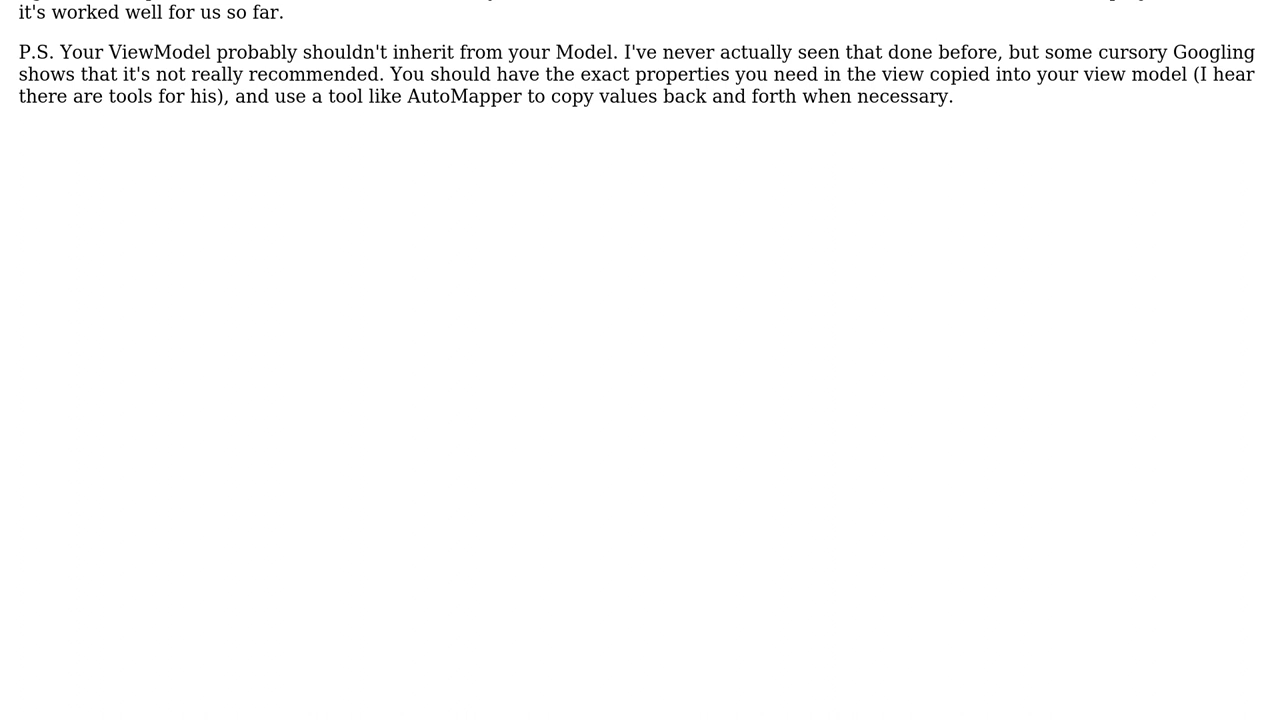 it's worked well for us so far.
P.S. Your ViewModel probably shouldn't inherit from your Model. I've never actually seen that done before, but some cursory Googling
shows that it's not really recommended. You should have the exact properties you need in the view copied into your view model (I hear
there are tools for his), and use a tool like AutoMapper to copy values back and forth when necessary.